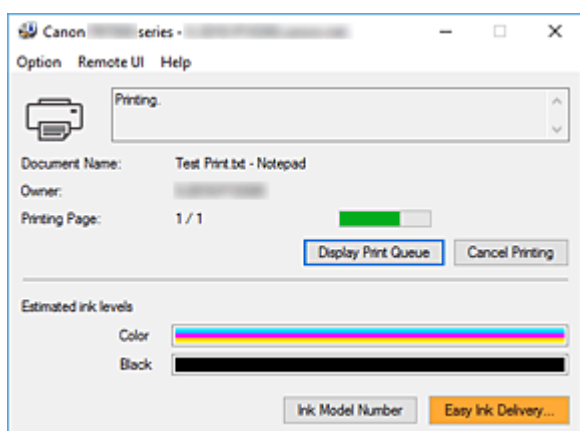 Canon series -
Option Remote UI Help
Printing.
Document Name: Test Print.txt - Notepad
Owner:
Printing Page: 1 / 1
Display Print Queue Cancel Printing
Estimated ink levels
Color
Black
Ink Model Number Easy Ink Delivery...